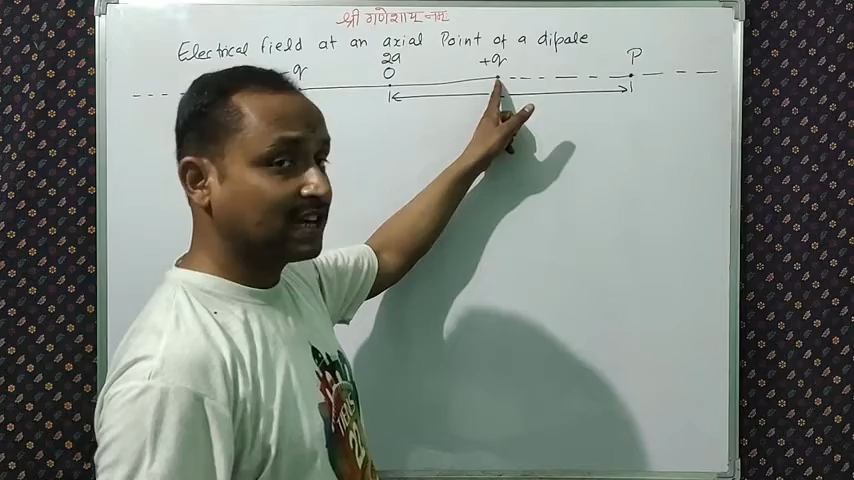 श्री गणेशाय नमः
Electrical field at an axial Point of a dipole
2a
q O +q P